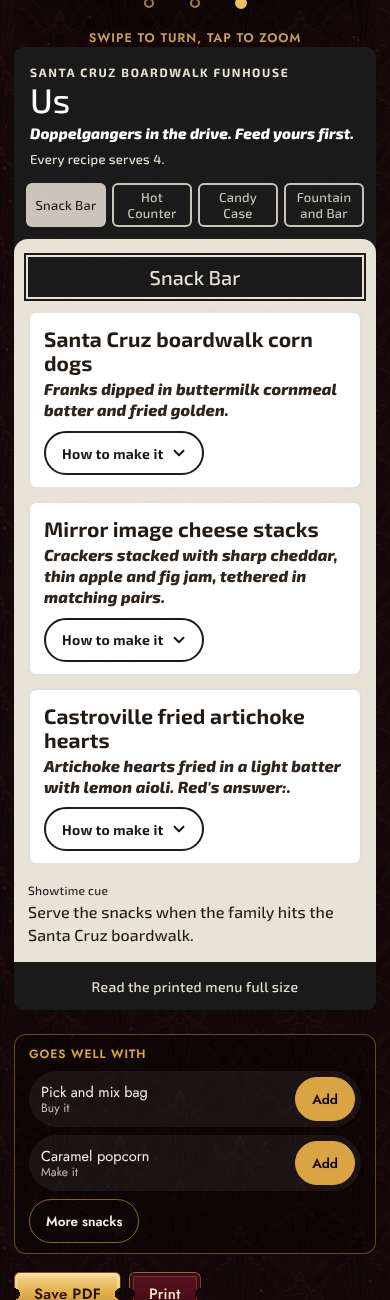 SWIPE TO TURN, TAP TO ZOOM
SANTA CRUZ BOARDWALK FUNHOUSE
Us
Doppelgangers in the drive. Feed yours first.
Every recipe serves 4.
Snack Bar
Hot
Counter
Candy
Case
Fountain
and Bar
Snack Bar
Santa Cruz boardwalk corn
dogs
Franks dipped in buttermilk cornmeal
batter and fried golden.
How to make it
Mirror image cheese stacks
Crackers stacked with sharp cheddar,
thin apple and fig jam, tethered in
matching pairs.
How to make it
Castroville fried artichoke
hearts
Artichoke hearts fried in a light batter
with lemon aioli. Red's answer:.
How to make it
Showtime cue
Serve the snacks when the family hits the
Santa Cruz boardwalk.
Read the printed menu full size
GOES WELL WITH
Pick and mix bag
Buy it
Add
Caramel popcorn
Make it
Add
More snacks
Save PDF
Print